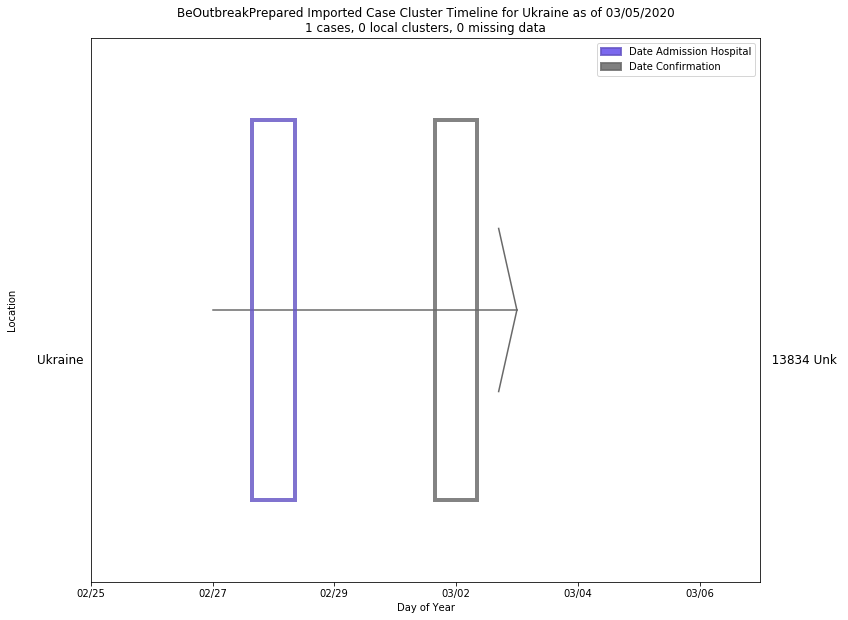 BeOutbreakPrepared Imported Case Cluster Timeline for Ukraine as of 03/05/2020
1 cases, 0 local clusters, 0 missing data
Date Admission Hospital
Date Confirmation
Location
Ukraine
13834 Unk
02/25
02/27
02/29
03/02
03/04
03/06
Day of Year